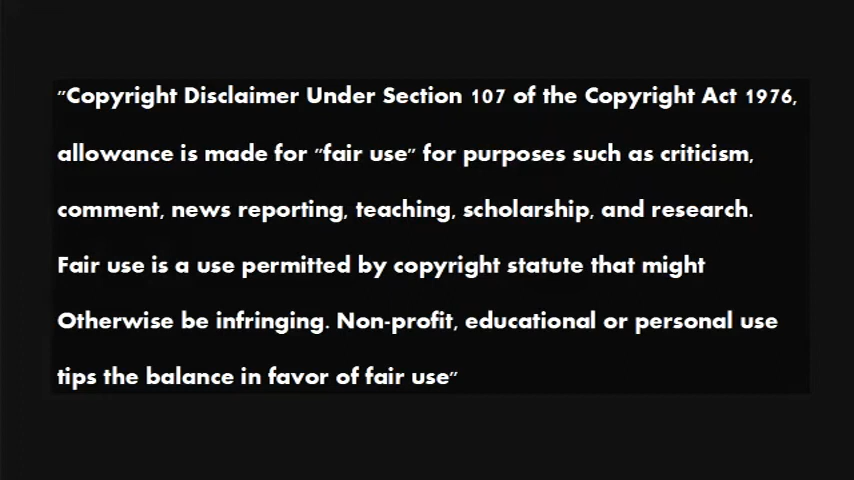 "Copyright Disclaimer Under Section 107 of the Copyright Act 1976,
allowance is made for "fair use" for purposes such as criticism,
comment, news reporting, teaching, scholarship, and research.
Fair use is a use permitted by copyright statute that might
Otherwise be infringing. Non-profit, educational or personal use
tips the balance in favor of fair use"